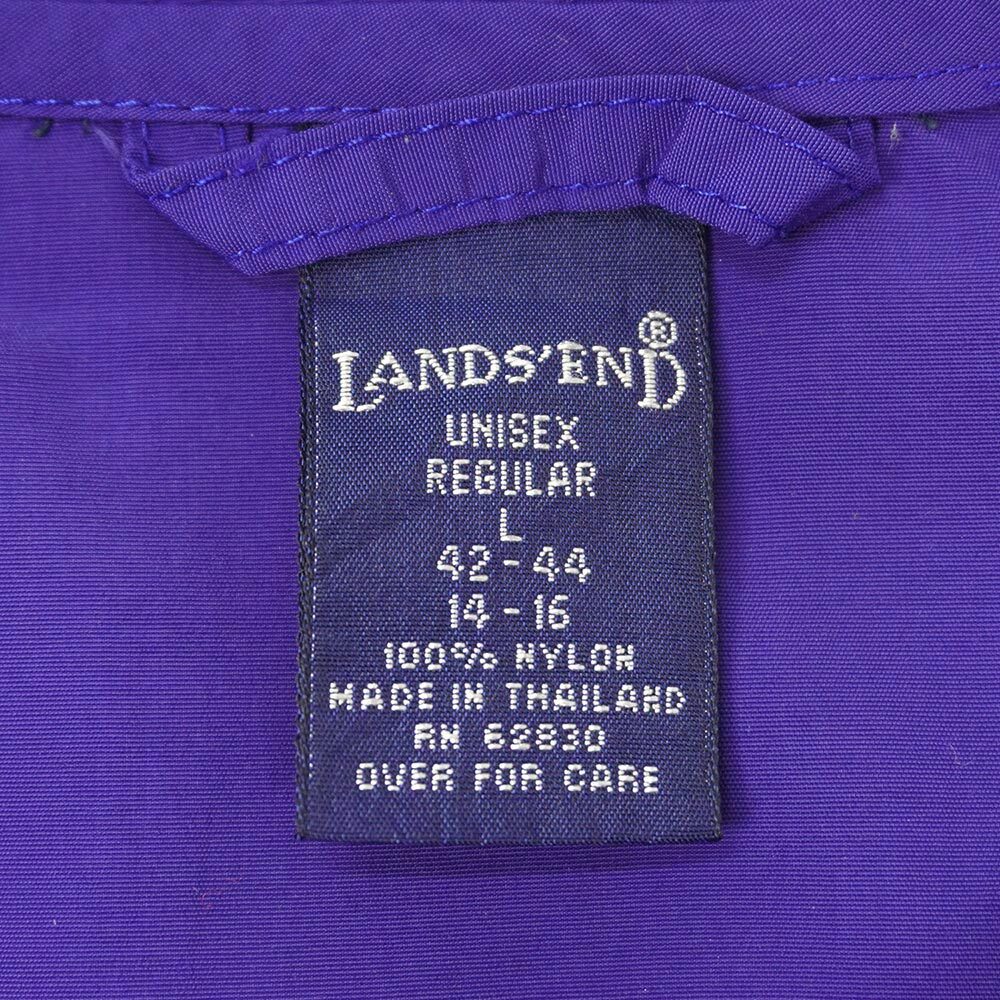 LANDS'END®
UNISEX
REGULAR
L
42-44
14-16
100% NYLON
MADE IN THAILAND
RN 62830
OVER FOR CARE